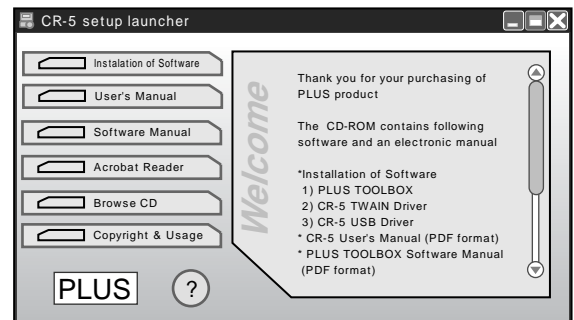 CR-5 setup launcher
Instalation of Software
User's Manual
Software Manual
Acrobat Reader
Browse CD
Copyright & Usage
PLUS
?
Welcome
Thank you for your purchasing of
PLUS product
The CD-ROM contains following
software and an electronic manual
*Installation of Software
1) PLUS TOOLBOX
2) CR-5 TWAIN Driver
3) CR-5 USB Driver
* CR-5 User's Manual (PDF format)
* PLUS TOOLBOX Software Manual
(PDF format)